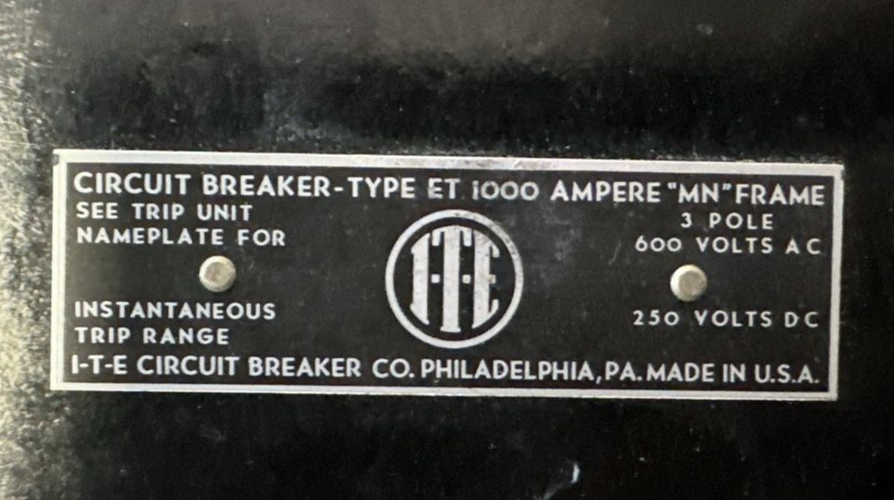 CIRCUIT BREAKER-TYPE ET 1000 AMPERE "MN" FRAME
SEE TRIP UNIT
NAMEPLATE FOR
INSTANTANEOUS
TRIP RANGE
I-T-E
3 POLE
600 VOLTS AC
250 VOLTS DC
I-T-E CIRCUIT BREAKER CO. PHILADELPHIA, PA. MADE IN U.S.A.